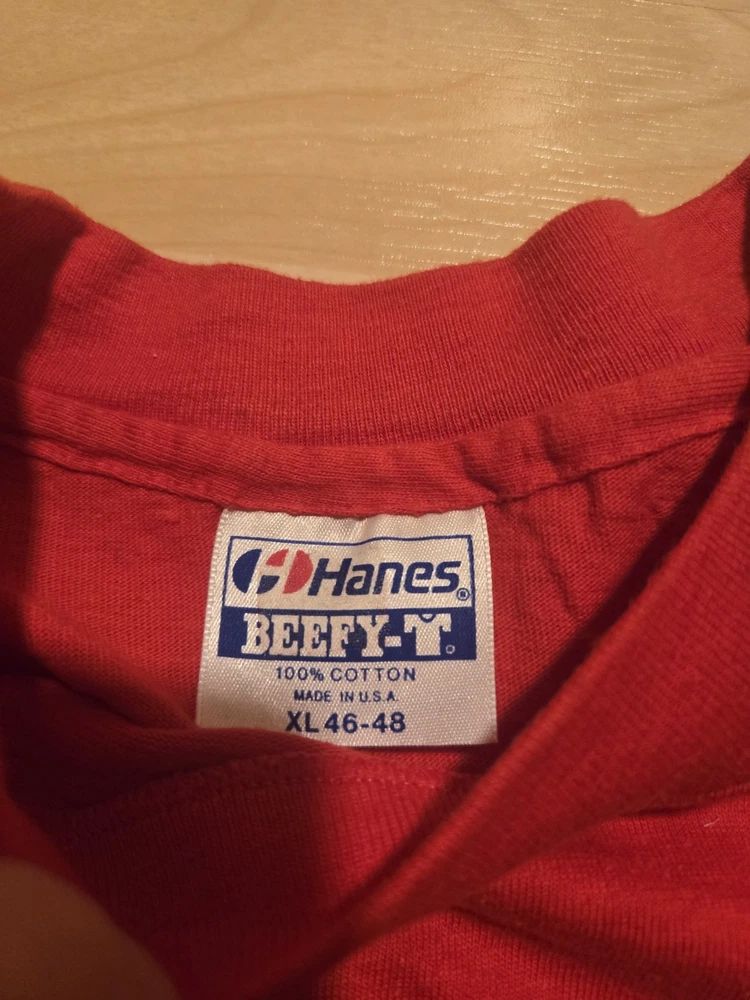 Hanes®
BEEFY-T®
100% COTTON
MADE IN U.S.A.
XL 46-48